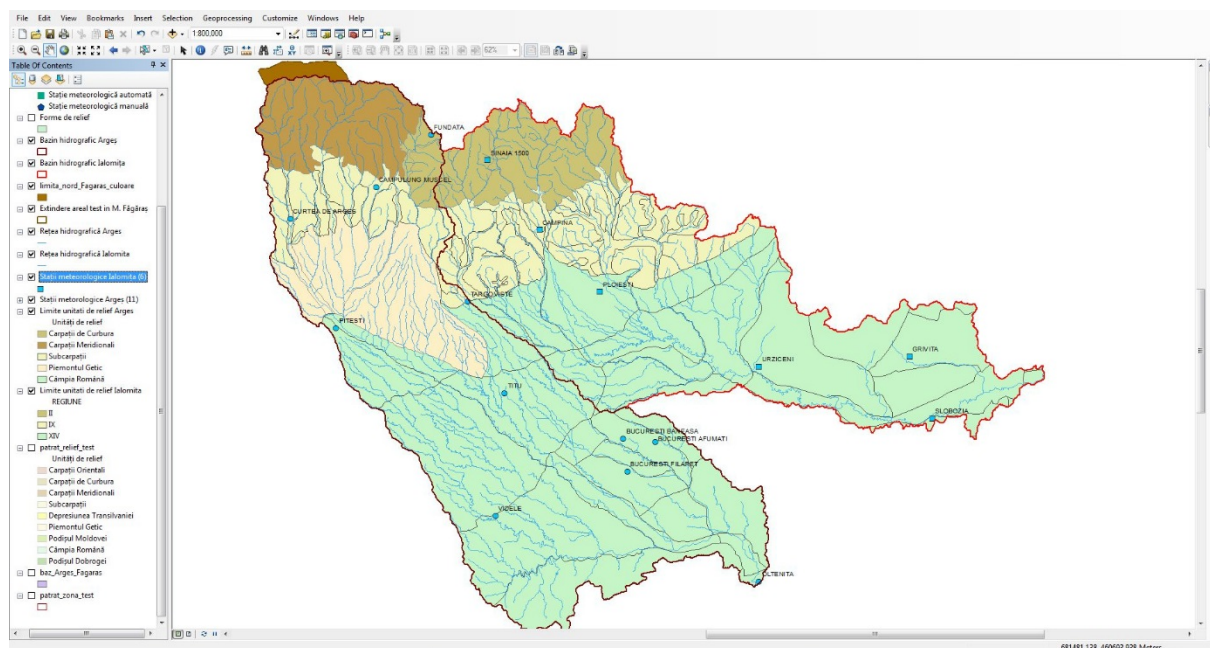 File Edit View Bookmarks Insert Selection Geoprocessing Customize Windows Help
1:800,000
62%
Table Of Contents
Stație meteorologică automată
Stație meteorologică manuală
Forme de relief
Bazin hidrografic Argeș
Bazin hidrografic Ialomița
limita_nord_Fagaras_culoare
Extindere areal test in M. Făgăraș
Rețea hidrografică Arges
Rețea hidrografică Ialomita
Stații meteorologice Ialomita (6)
Stații meteorologice Arges (11)
Limite unitati de relief Arges
Unități de relief
Carpații de Curbura
Carpații Meridionali
Subcarpații
Piemontul Getic
Câmpia Română
Limite unitati de relief Ialomita
REGIUNE
II
IX
XIV
patrat_relief_test
Unități de relief
Carpații Orientali
Carpații de Curbura
Carpații Meridionali
Subcarpații
Depresiunea Transilvaniei
Piemontul Getic
Podișul Moldovei
Câmpia Română
Podișul Dobrogei
baz_Arges_Fagaras
patrat_zona_test
FUNDATA
SINAIA 1500
CAMPULUNG MUSCEL
CURTEA DE ARGES
CAMPINA
PLOIESTI
TARGOVISTE
PITESTI
GRIVITA
URZICENI
TITU
SLOBOZIA
BUCURESTI BANEASA
BUCURESTI AFUMATI
BUCURESTI FILARET
VIDELE
OLTENITA